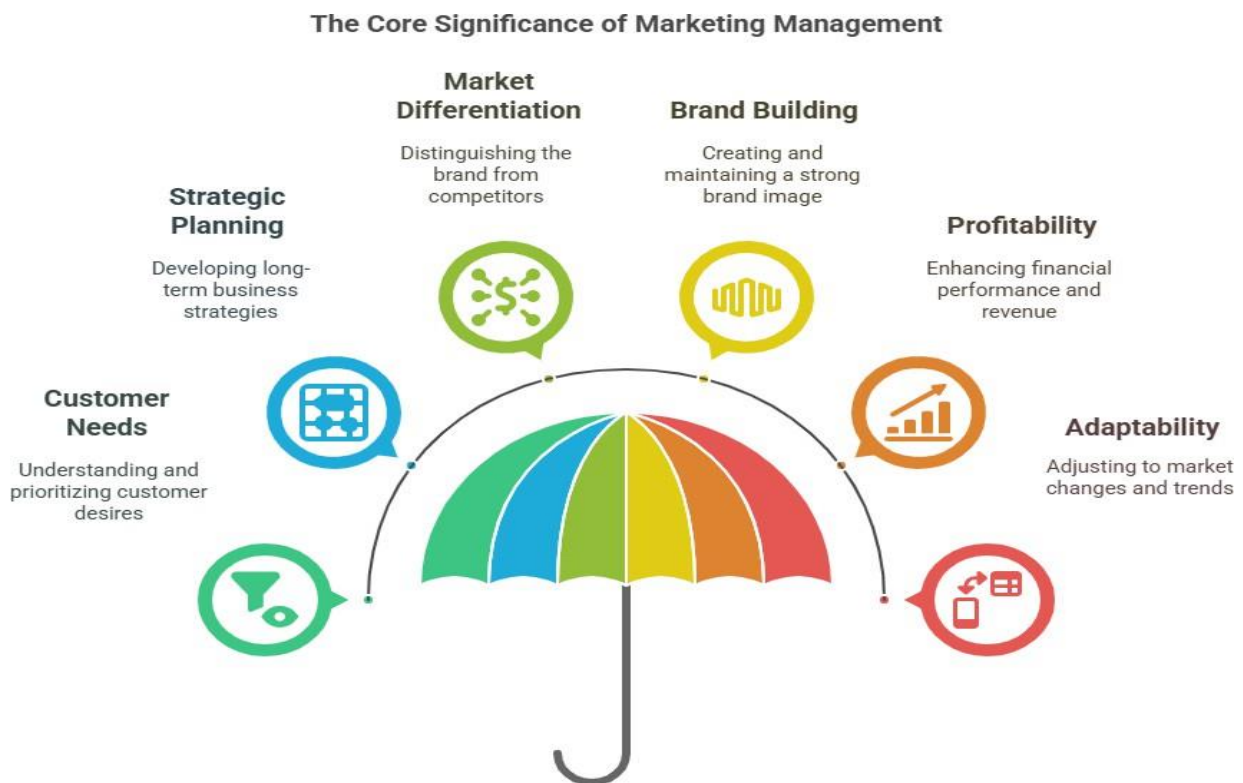 The Core Significance of Marketing Management
Market
Differentiation
Distinguishing the
brand from
competitors
Brand Building
Creating and
maintaining a strong
brand image
Strategic
Planning
Developing long-
term business
strategies
Profitability
Enhancing financial
performance and
revenue
Customer
Needs
Understanding and
prioritizing customer
desires
Adaptability
Adjusting to market
changes and trends
$